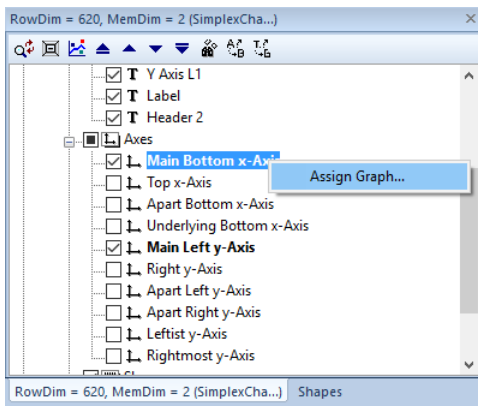 RowDim = 620, MemDim = 2 (SimplexCha...)
T Y Axis L1
T Label
T Header 2
Axes
Main Bottom x-Axis
Assign Graph...
Top x-Axis
Apart Bottom x-Axis
Underlying Bottom x-Axis
Main Left y-Axis
Right y-Axis
Apart Left y-Axis
Apart Right y-Axis
Leftist y-Axis
Rightmost y-Axis
RowDim = 620, MemDim = 2 (SimplexCha...) Shapes